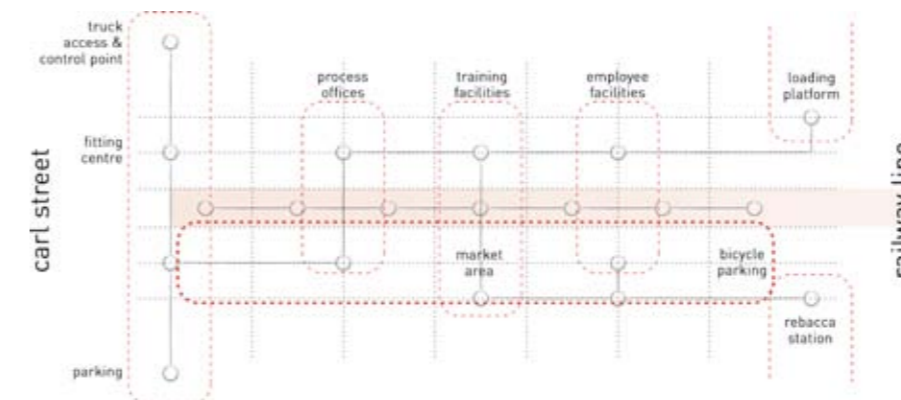 truck
access &
control point
process
offices
training
facilities
employee
facilities
loading
platform
fitting
centre
carl street
railway line
market
area
bicycle
parking
rebacca
station
parking